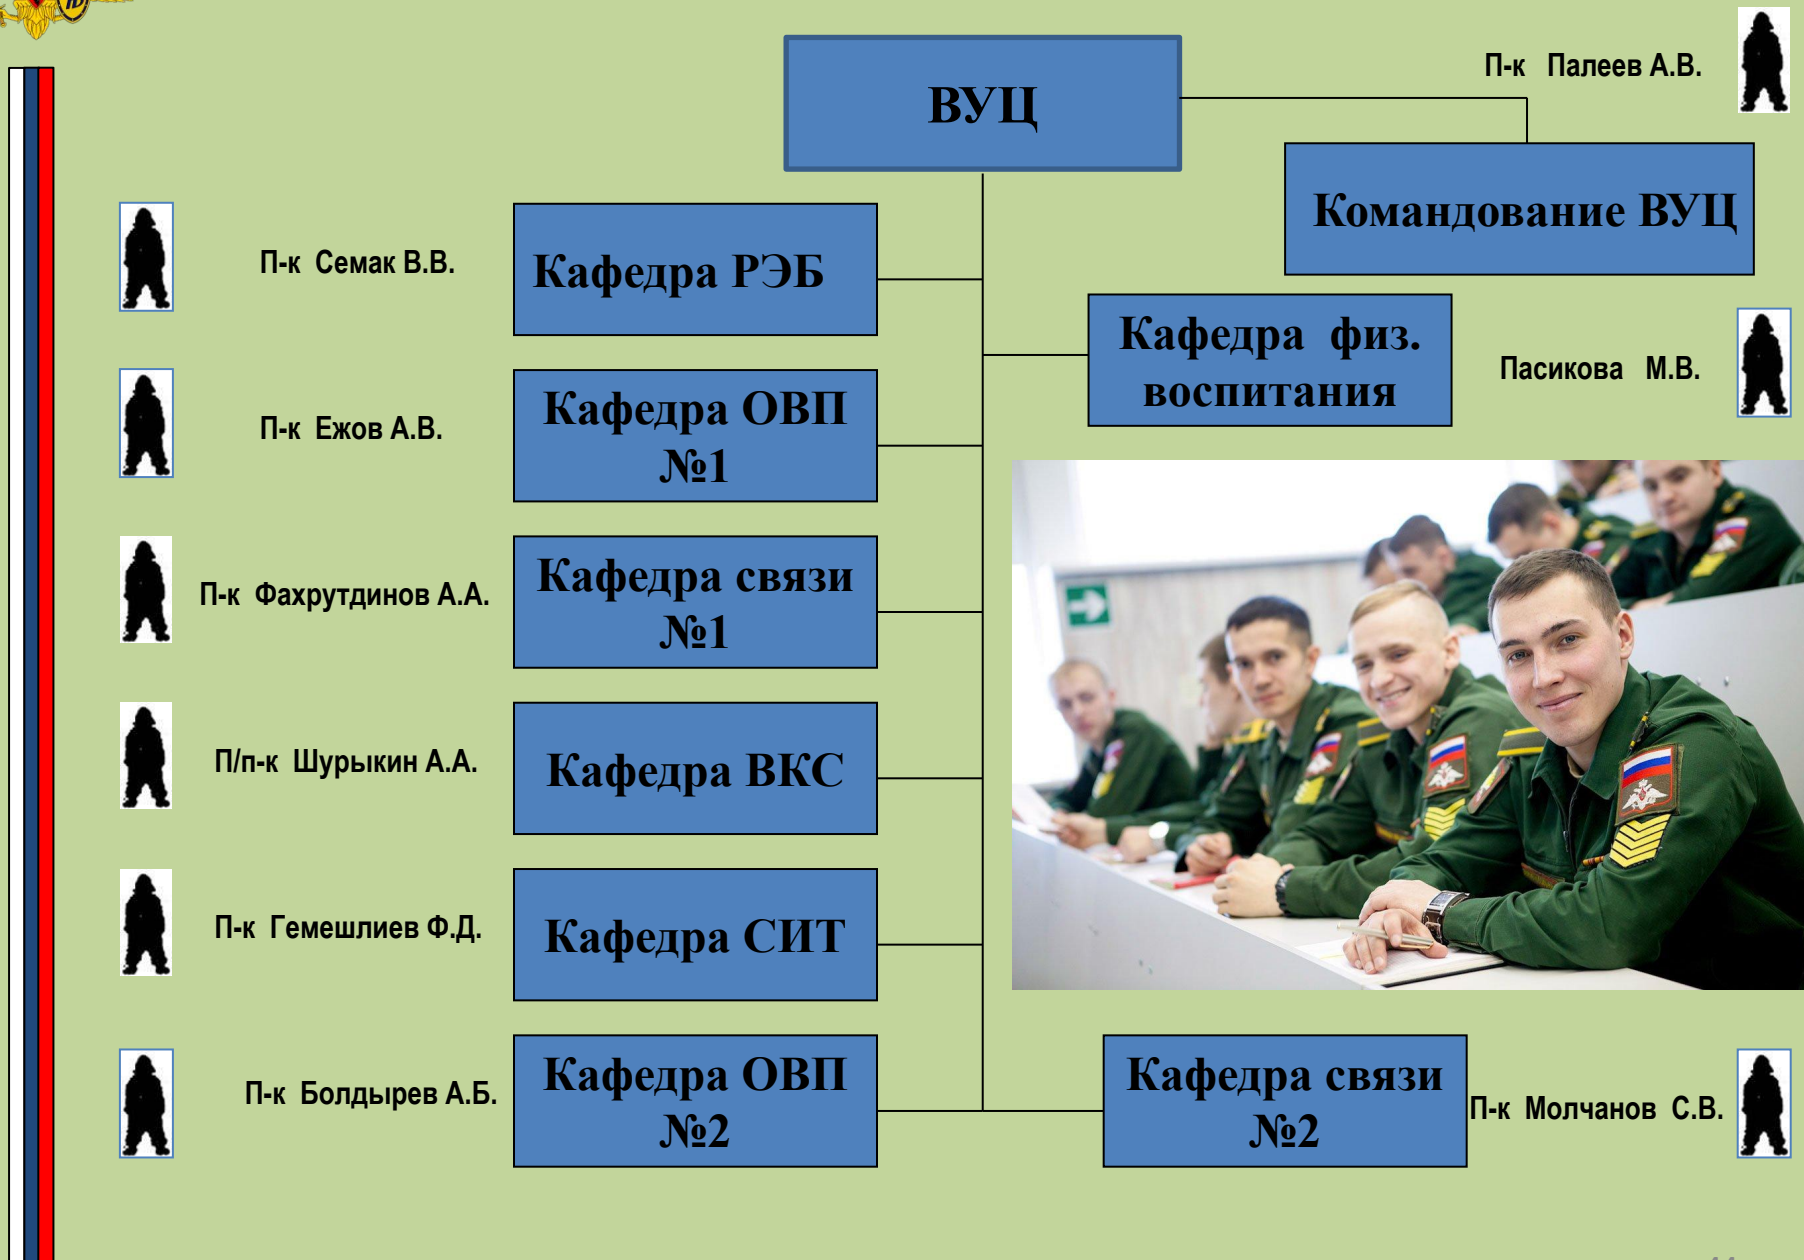 ВУЦ
П-к Палеев А.В.
Командование ВУЦ
П-к Семак В.В.
Кафедра РЭБ
Кафедра физ.
воспитания
Пасикова М.В.
П-к Ежов А.В.
Кафедра ОВП
№1
П-к Фахрутдинов А.А.
Кафедра связи
№1
П/п-к Шурыкин А.А.
Кафедра ВКС
П-к Гемешлиев Ф.Д.
Кафедра СИТ
П-к Болдырев А.Б.
Кафедра ОВП
№2
Кафедра связи
№2
П-к Молчанов С.В.